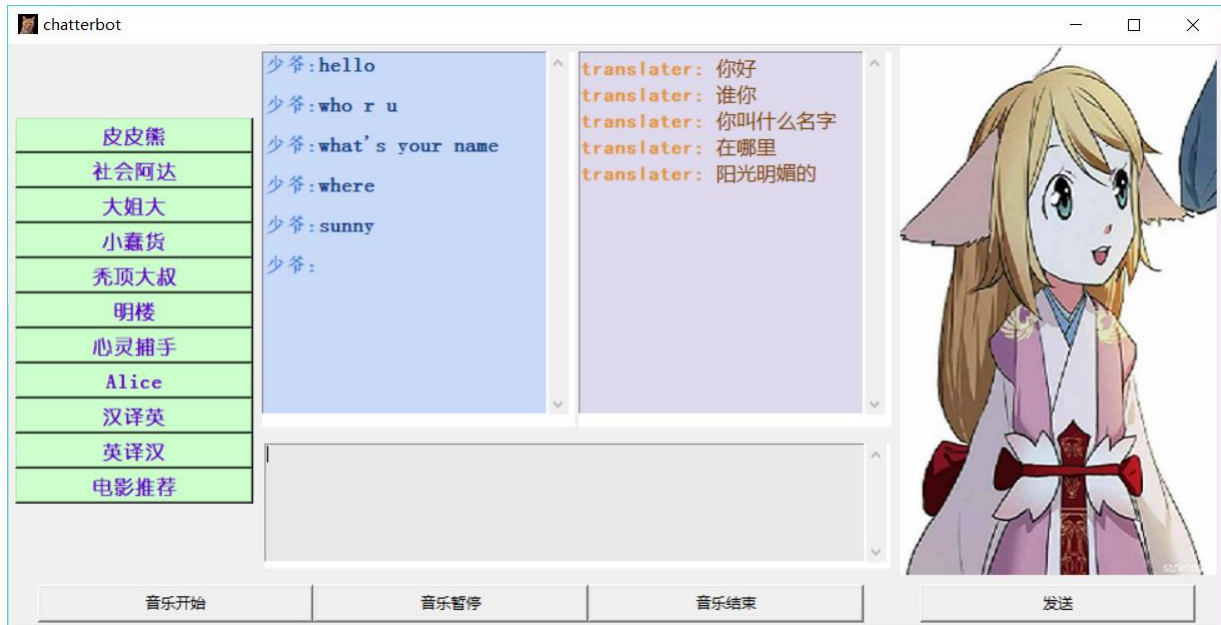 chatterbot
皮皮熊
社会阿达
大姐大
小蠢货
秃顶大叔
明楼
心灵捕手
Alice
汉译英
英译汉
电影推荐
少爷:hello
少爷:who r u
少爷:what's your name
少爷:where
少爷:sunny
少爷:
translater: 你好
translater: 谁你
translater: 你叫什么名字
translater: 在哪里
translater: 阳光明媚的
音乐开始
音乐暂停
音乐结束
发送